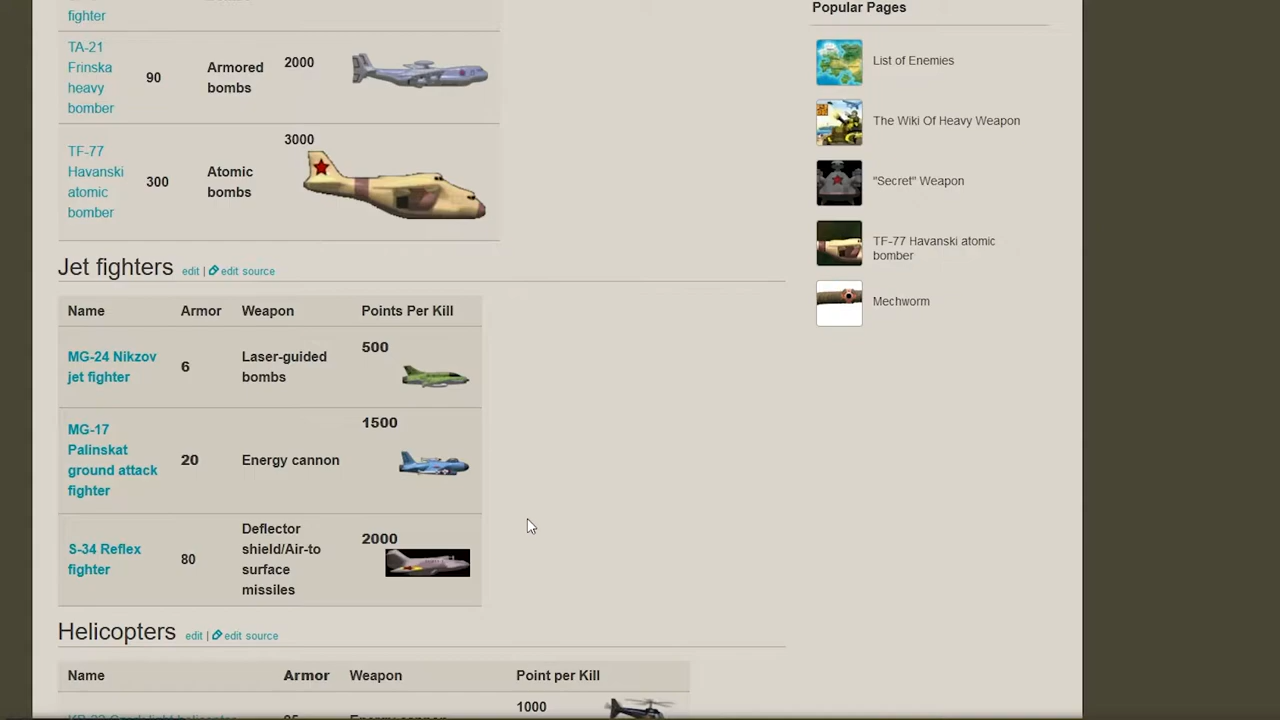 fighter
TA-21
Frinska
heavy
bomber
90
Armored
bombs
2000
TF-77
Havanski
atomic
bomber
300
Atomic
bombs
3000
Jet fighters edit | edit source
Name Armor Weapon Points Per Kill
MG-24 Nikzov
jet fighter
6
Laser-guided
bombs
500
MG-17
Palinskat
ground attack
fighter
20
Energy cannon
1500
S-34 Reflex
fighter
80
Deflector
shield/Air-to
surface
missiles
2000
Helicopters edit | edit source
Name Armor Weapon Point per Kill
1000
Popular Pages
List of Enemies
The Wiki Of Heavy Weapon
"Secret" Weapon
TF-77 Havanski atomic
bomber
Mechworm